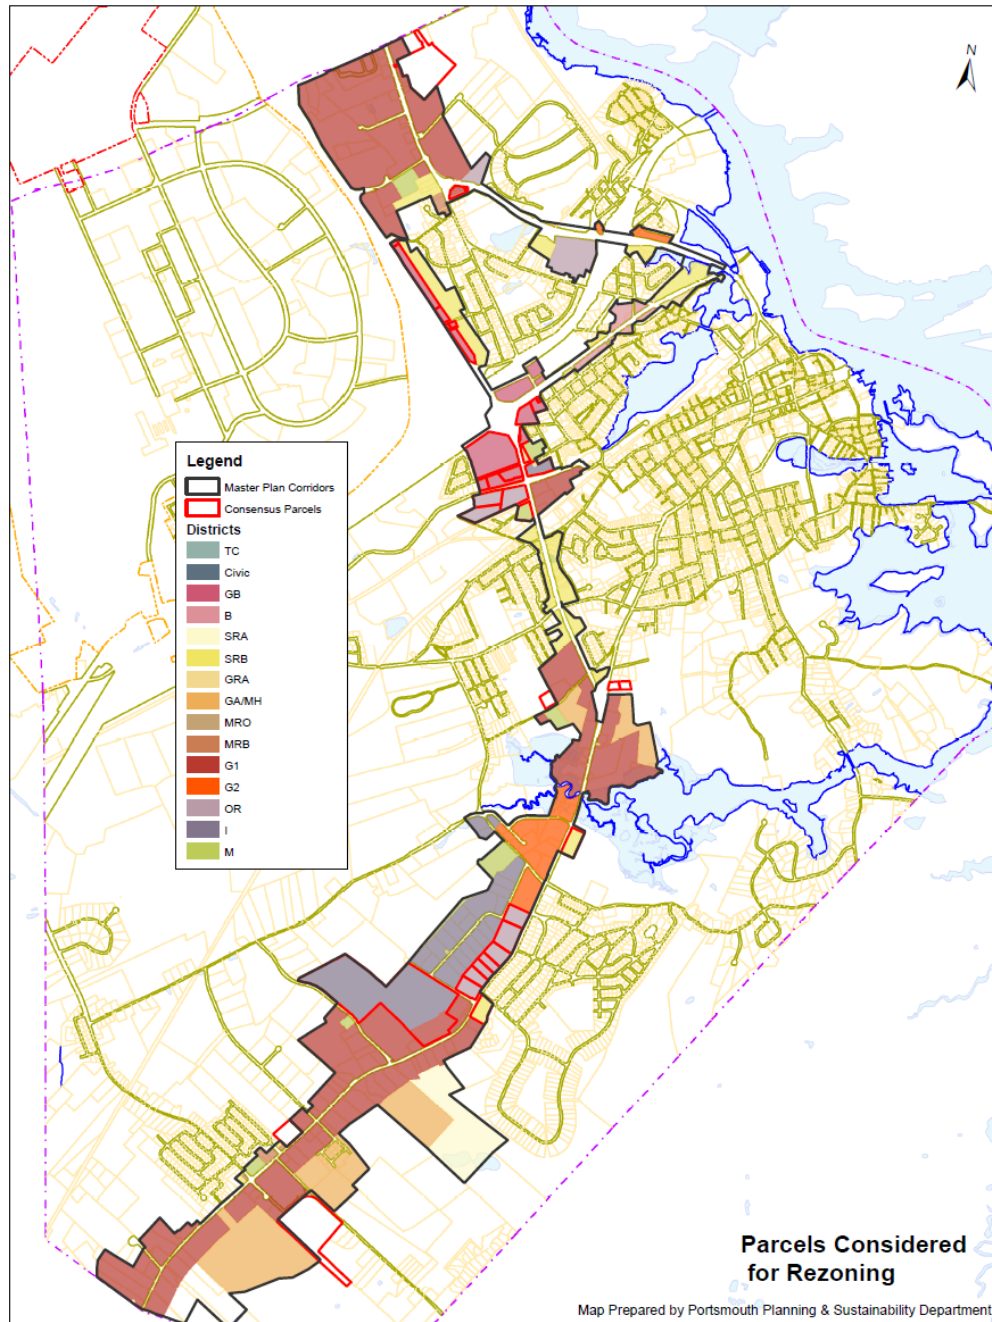 N
Legend
Master Plan Corridors
Consensus Parcels
Districts
TC
Civic
GB
B
SRA
SRB
GRA
GA/MH
MRO
MRB
G1
G2
OR
I
M
Parcels Considered
for Rezoning
Map Prepared by Portsmouth Planning & Sustainability Department